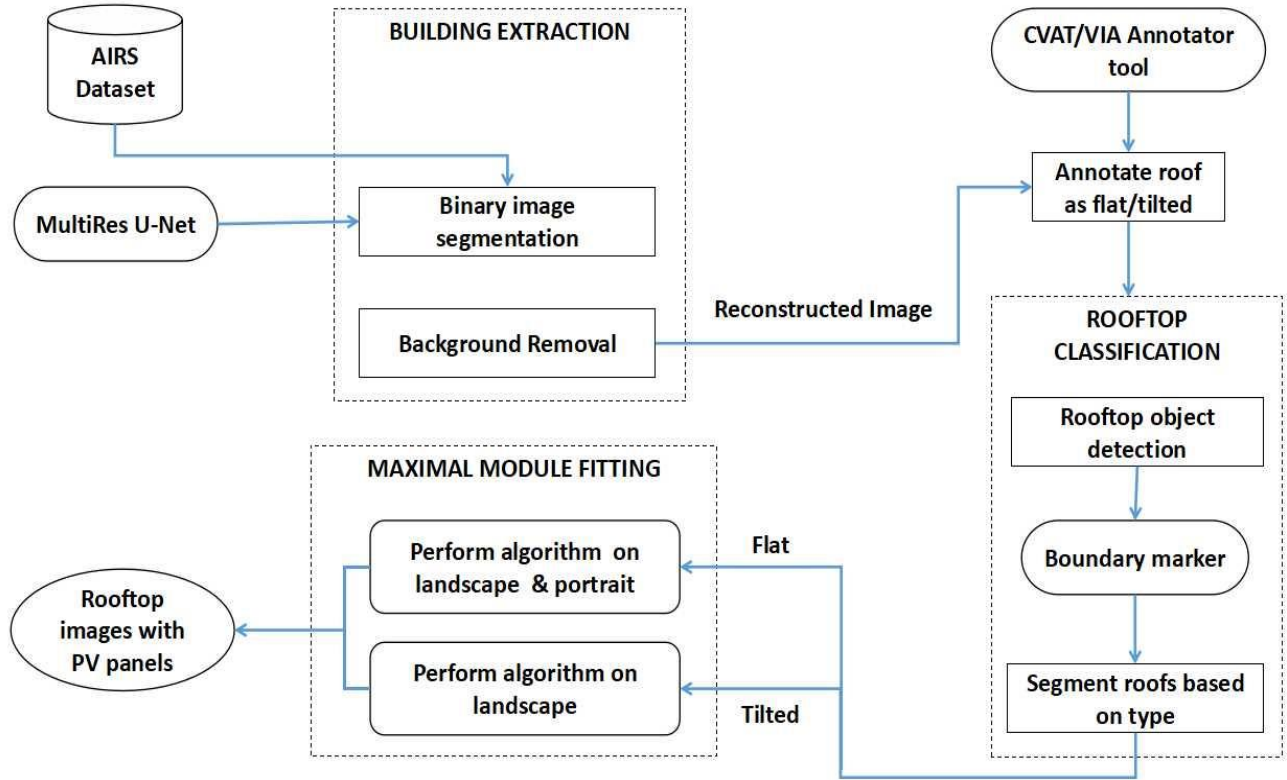 AIRS
Dataset
MultiRes U-Net
BUILDING EXTRACTION
Binary image
segmentation
Background Removal
Reconstructed Image
CVAT/VIA Annotator
tool
Annotate roof
as flat/tilted
ROOFTOP
CLASSIFICATION
Rooftop object
detection
Boundary marker
Segment roofs based
on type
Flat
Tilted
MAXIMAL MODULE FITTING
Perform algorithm on
landscape & portrait
Perform algorithm on
landscape
Rooftop
images with
PV panels